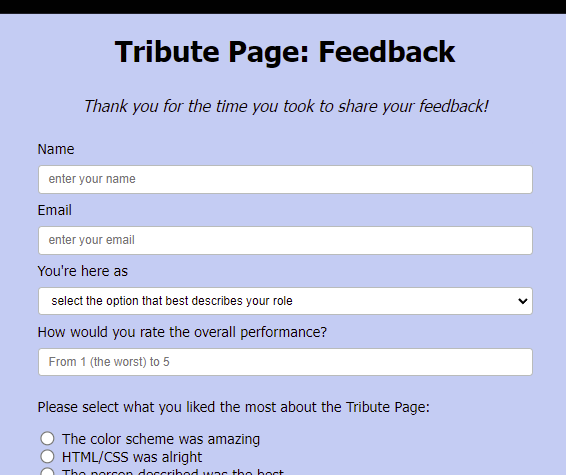 Tribute Page: Feedback
Thank you for the time you took to share your feedback!
Name
enter your name
Email
enter your email
You're here as
select the option that best describes your role
How would you rate the overall performance?
From 1 (the worst) to 5
Please select what you liked the most about the Tribute Page:
The color scheme was amazing
HTML/CSS was alright
The person described was the best